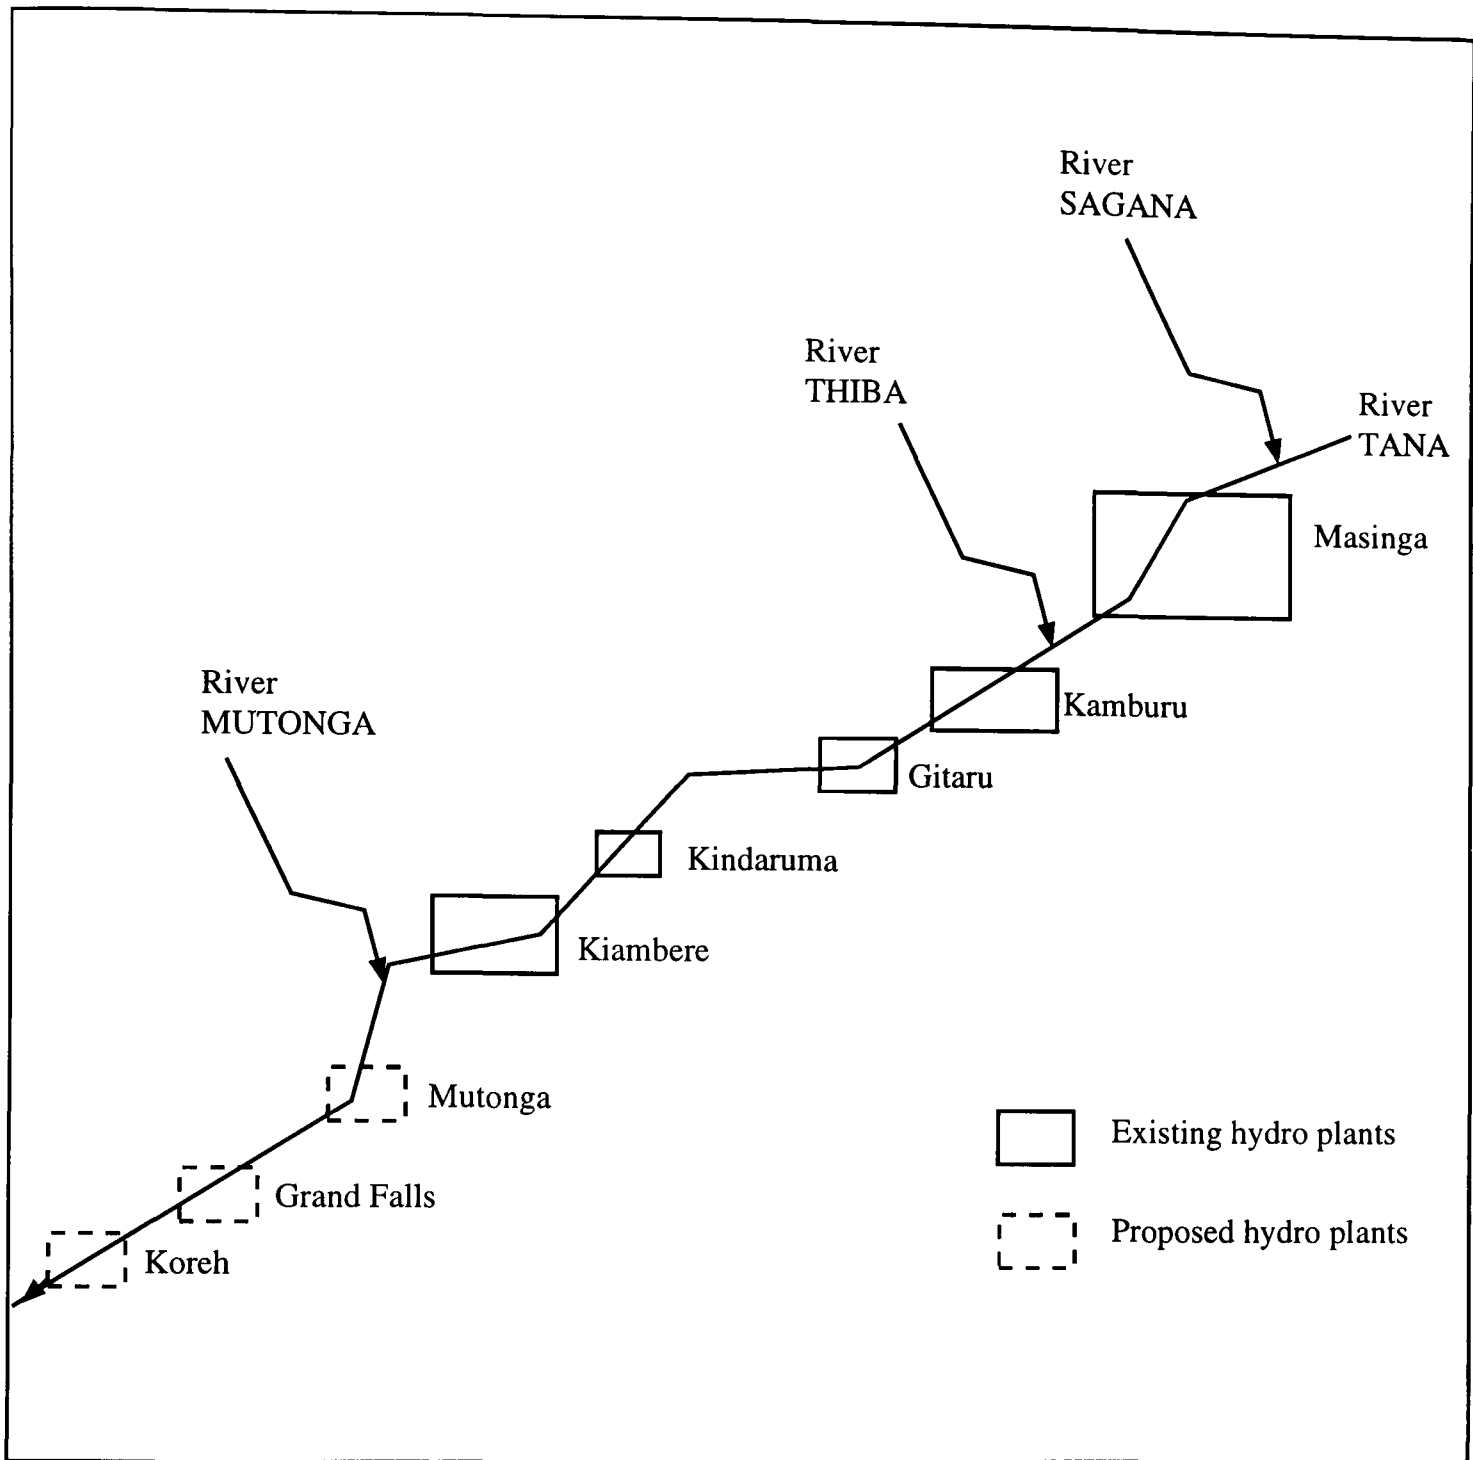 River
SAGANA
River
THIBA
River
TANA
Masinga
River
MUTONGA
Kamburu
Gitaru
Kindaruma
Kiambere
Mutonga
Existing hydro plants
Grand Falls
Proposed hydro plants
Koreh